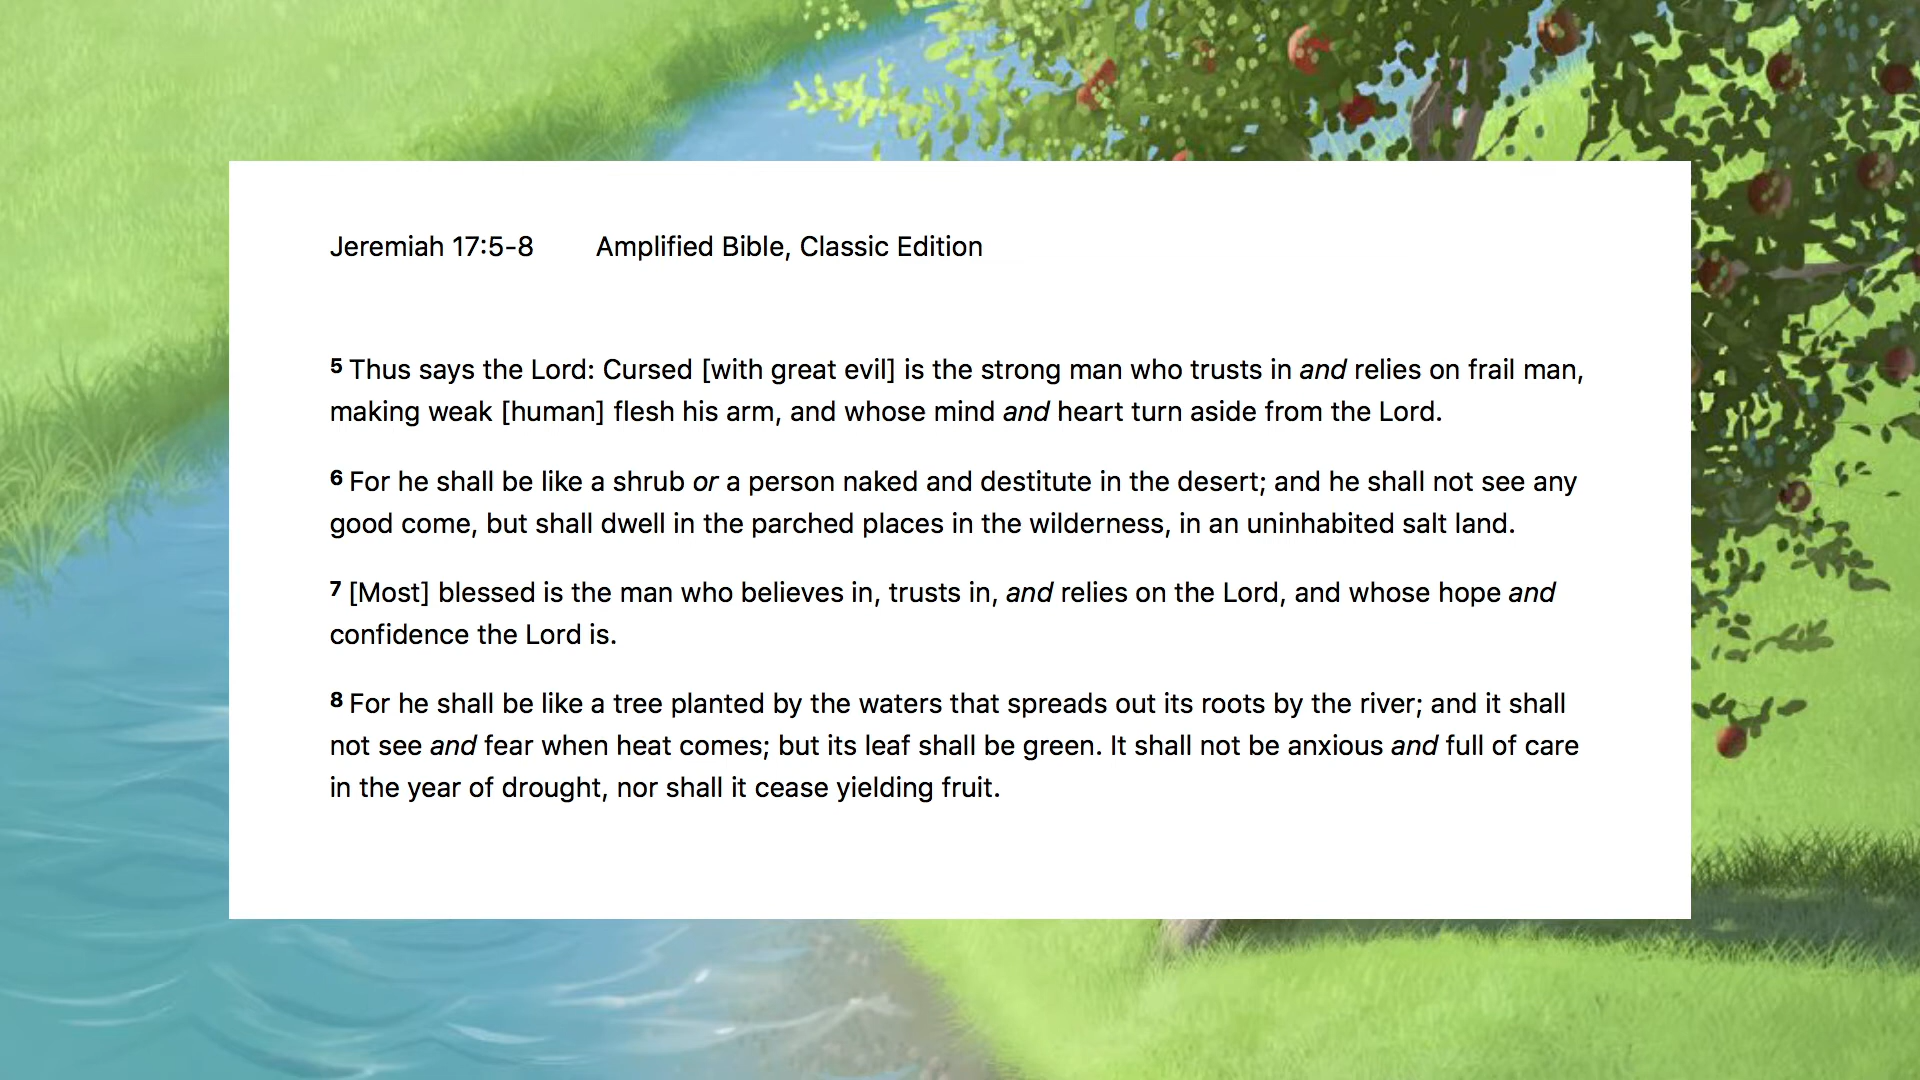 Jeremiah 17:5-8 Amplified Bible, Classic Edition
5 Thus says the Lord: Cursed [with great evil] is the strong man who trusts in and relies on frail man,
making weak [human] flesh his arm, and whose mind and heart turn aside from the Lord.
6 For he shall be like a shrub or a person naked and destitute in the desert; and he shall not see any
good come, but shall dwell in the parched places in the wilderness, in an uninhabited salt land.
7 [Most] blessed is the man who believes in, trusts in, and relies on the Lord, and whose hope and
confidence the Lord is.
8 For he shall be like a tree planted by the waters that spreads out its roots by the river; and it shall
not see and fear when heat comes; but its leaf shall be green. It shall not be anxious and full of care
in the year of drought, nor shall it cease yielding fruit.